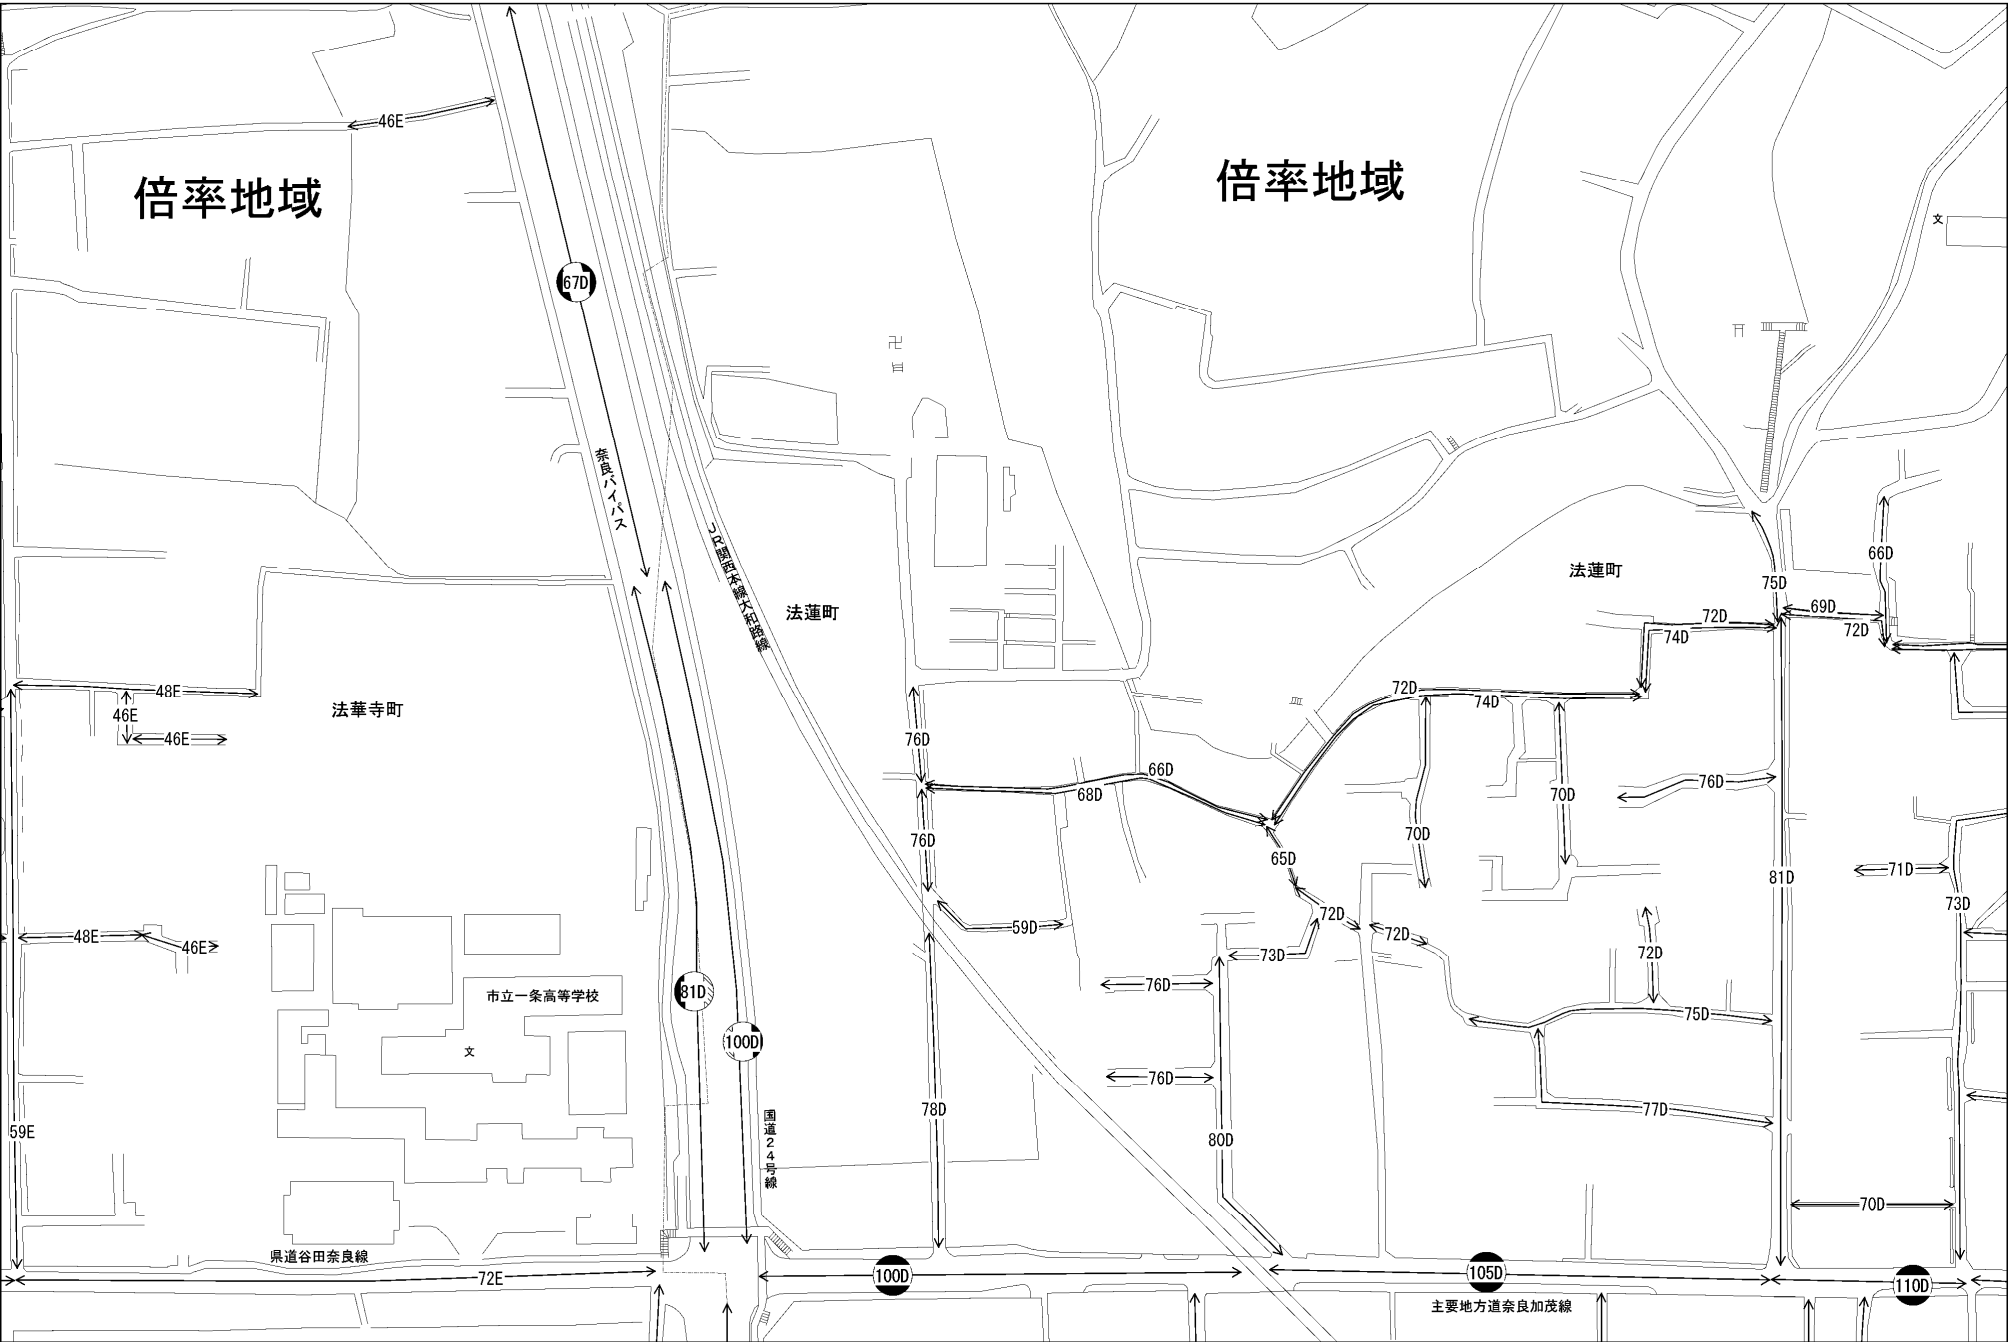 46E
倍率地域
倍率地域
文
67D
卍
奈良バイパス
JR関西本線大和路線
法蓮町
法蓮町
66D
75D
69D
72D
72D
74D
48E
46E
46E
法華寺町
72D
74D
76D
66D
68D
76D
70D
70D
76D
65D
81D
71D
73D
59D
72D
72D
73D
72D
48E
46E
76D
市立一条高等学校
文
81D
100D
75D
76D
78D
77D
80D
国道24号線
59E
70D
県道谷田奈良線
72E
100D
105D
110D
主要地方道奈良加茂線